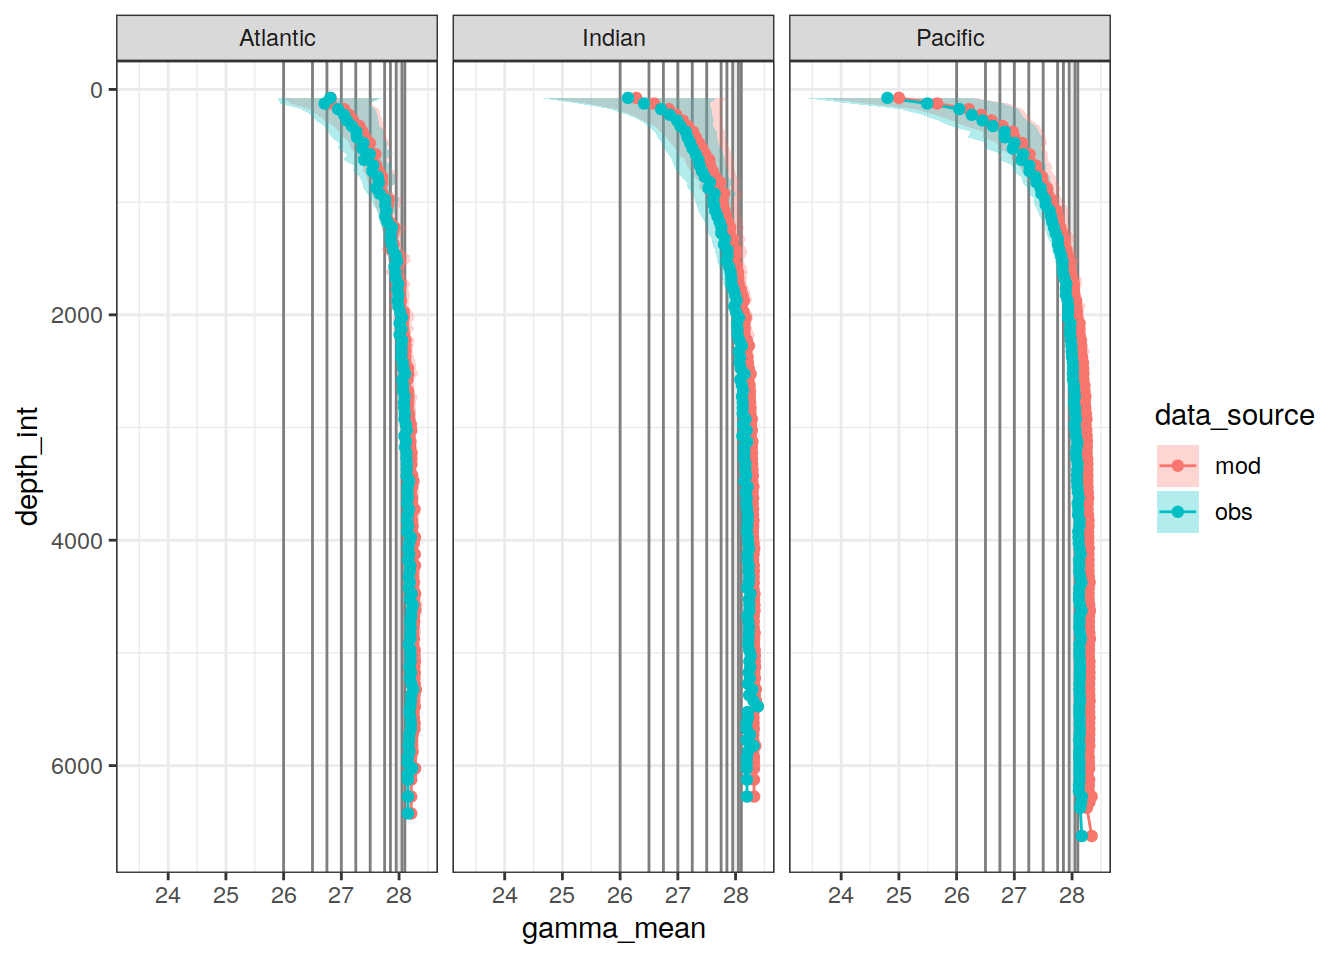 Atlantic Indian Pacific
0
2000
4000
6000
depth_int
24 25 26 27 28 24 25 26 27 28 24 25 26 27 28
gamma_mean
data_source
mod
obs